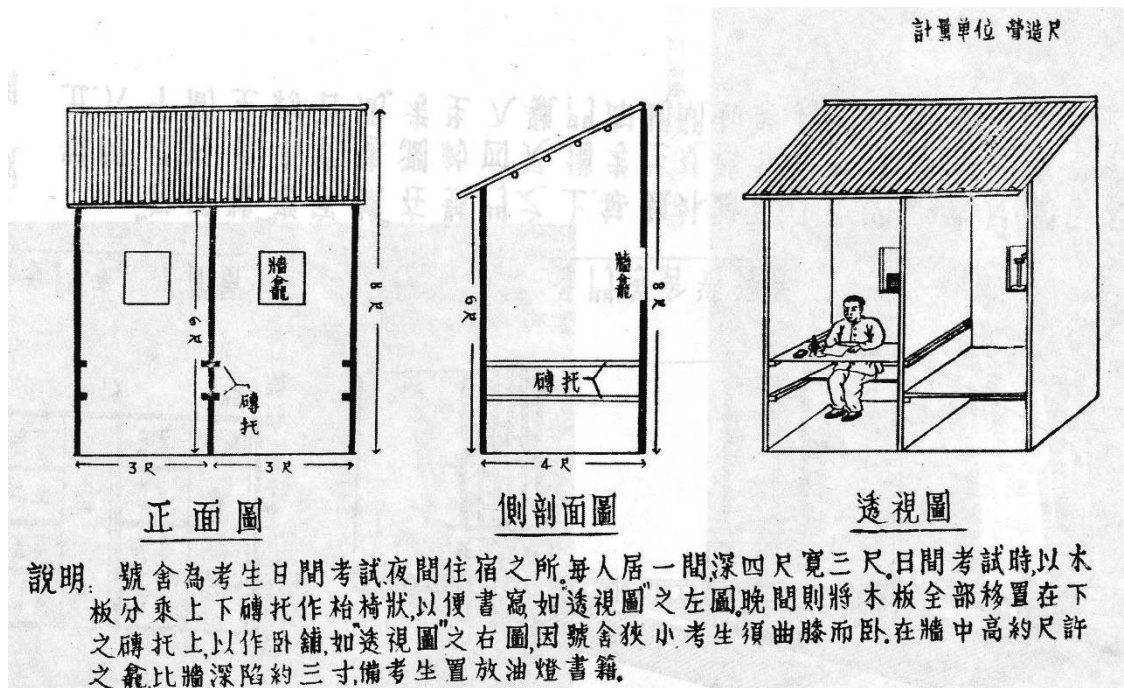 計量单位 營造尺
牆龕
8尺
6尺
磚托
3尺
3尺
正面圖
牆龕
8尺
6尺
磚托
4尺
側剖面圖
透視圖
說明: 號舍為考生日間考試,夜間住宿之所。每人居一間,深四尺寬三尺。日間考試時,以木
板分乘上下磚托作枱椅狀,以便書寫如"透視圖"之左圖。晚間則將木板全部移置在下
之磚托上,以作卧舖,如"透視圖"之右圖,因號舍狹小考生須曲膝而卧。在牆中高約尺許
之龕,比牆深陷約三寸,備考生置放油燈書籍。